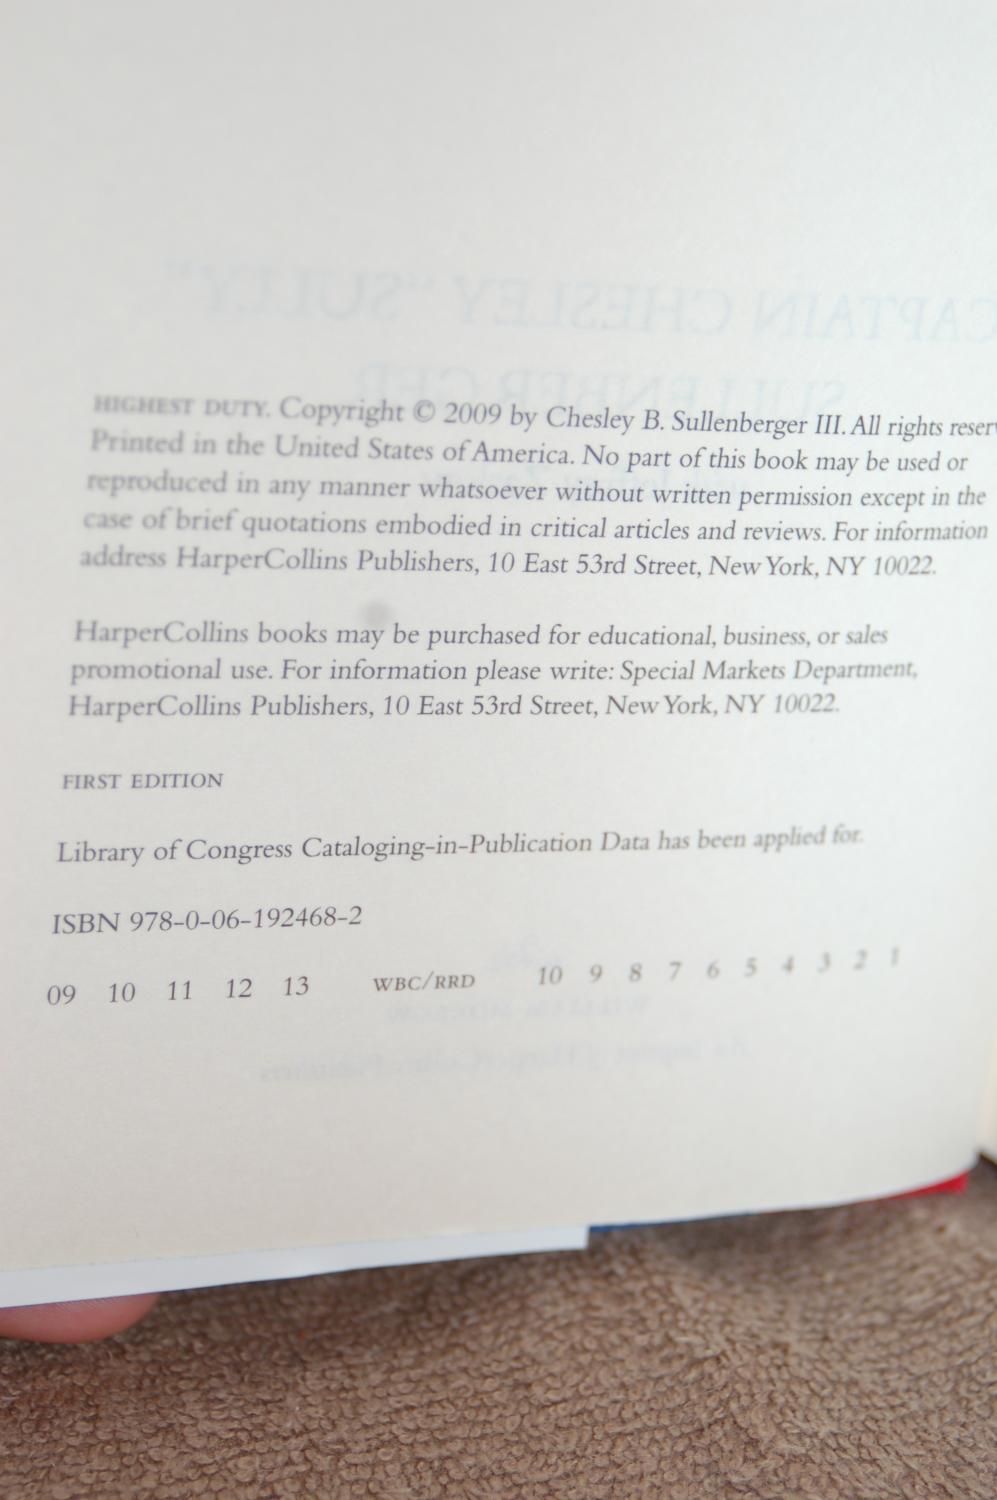 HIGHEST DUTY. Copyright © 2009 by Chesley B. Sullenberger III. All rights reser
Printed in the United States of America. No part of this book may be used or
reproduced in any manner whatsoever without written permission except in the
case of brief quotations embodied in critical articles and reviews. For information
address HarperCollins Publishers, 10 East 53rd Street, New York, NY 10022.
HarperCollins books may be purchased for educational, business, or sales
promotional use. For information please write: Special Markets Department,
HarperCollins Publishers, 10 East 53rd Street, New York, NY 10022.
FIRST EDITION
Library of Congress Cataloging-in-Publication Data has been applied for.
ISBN 978-0-06-192468-2
09 10 11 12 13 WBC/RRD 10 9 8 7 6 5 4 3 2 1